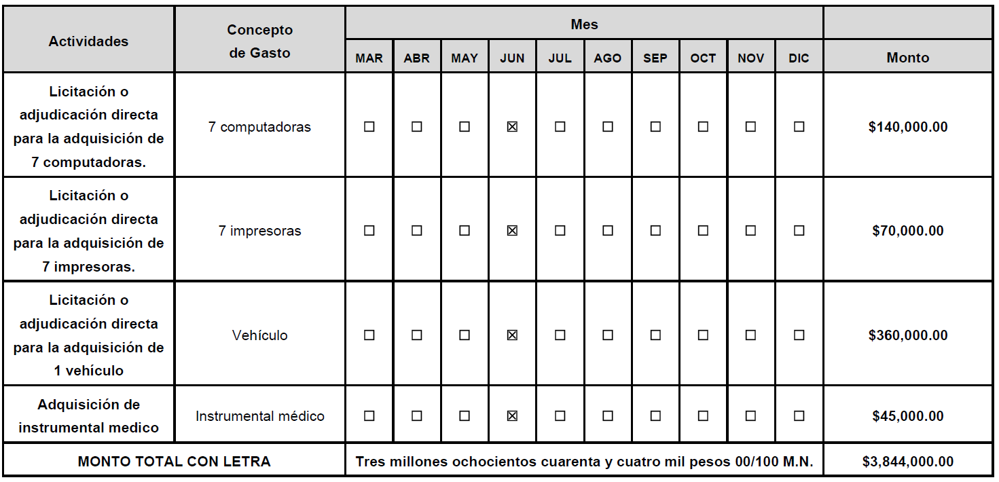 Actividades
Concepto
de Gasto
Mes
MAR ABR MAY JUN JUL AGO SEP OCT NOV DIC Monto
Licitación o
adjudicación directa
para la adquisición de
7 computadoras.
7 computadoras ☐ ☐ ☐ ☒ ☐ ☐ ☐ ☐ ☐ ☐ $140,000.00
Licitación o
adjudicación directa
para la adquisición de
7 impresoras.
7 impresoras ☐ ☐ ☐ ☒ ☐ ☐ ☐ ☐ ☐ ☐ $70,000.00
Licitación o
adjudicación directa
para la adquisición de
1 vehículo
Vehículo ☐ ☐ ☐ ☒ ☐ ☐ ☐ ☐ ☐ ☐ $360,000.00
Adquisición de
instrumental medico
Instrumental médico ☐ ☐ ☐ ☒ ☐ ☐ ☐ ☐ ☐ ☐ $45,000.00
MONTO TOTAL CON LETRA Tres millones ochocientos cuarenta y cuatro mil pesos 00/100 M.N. $3,844,000.00